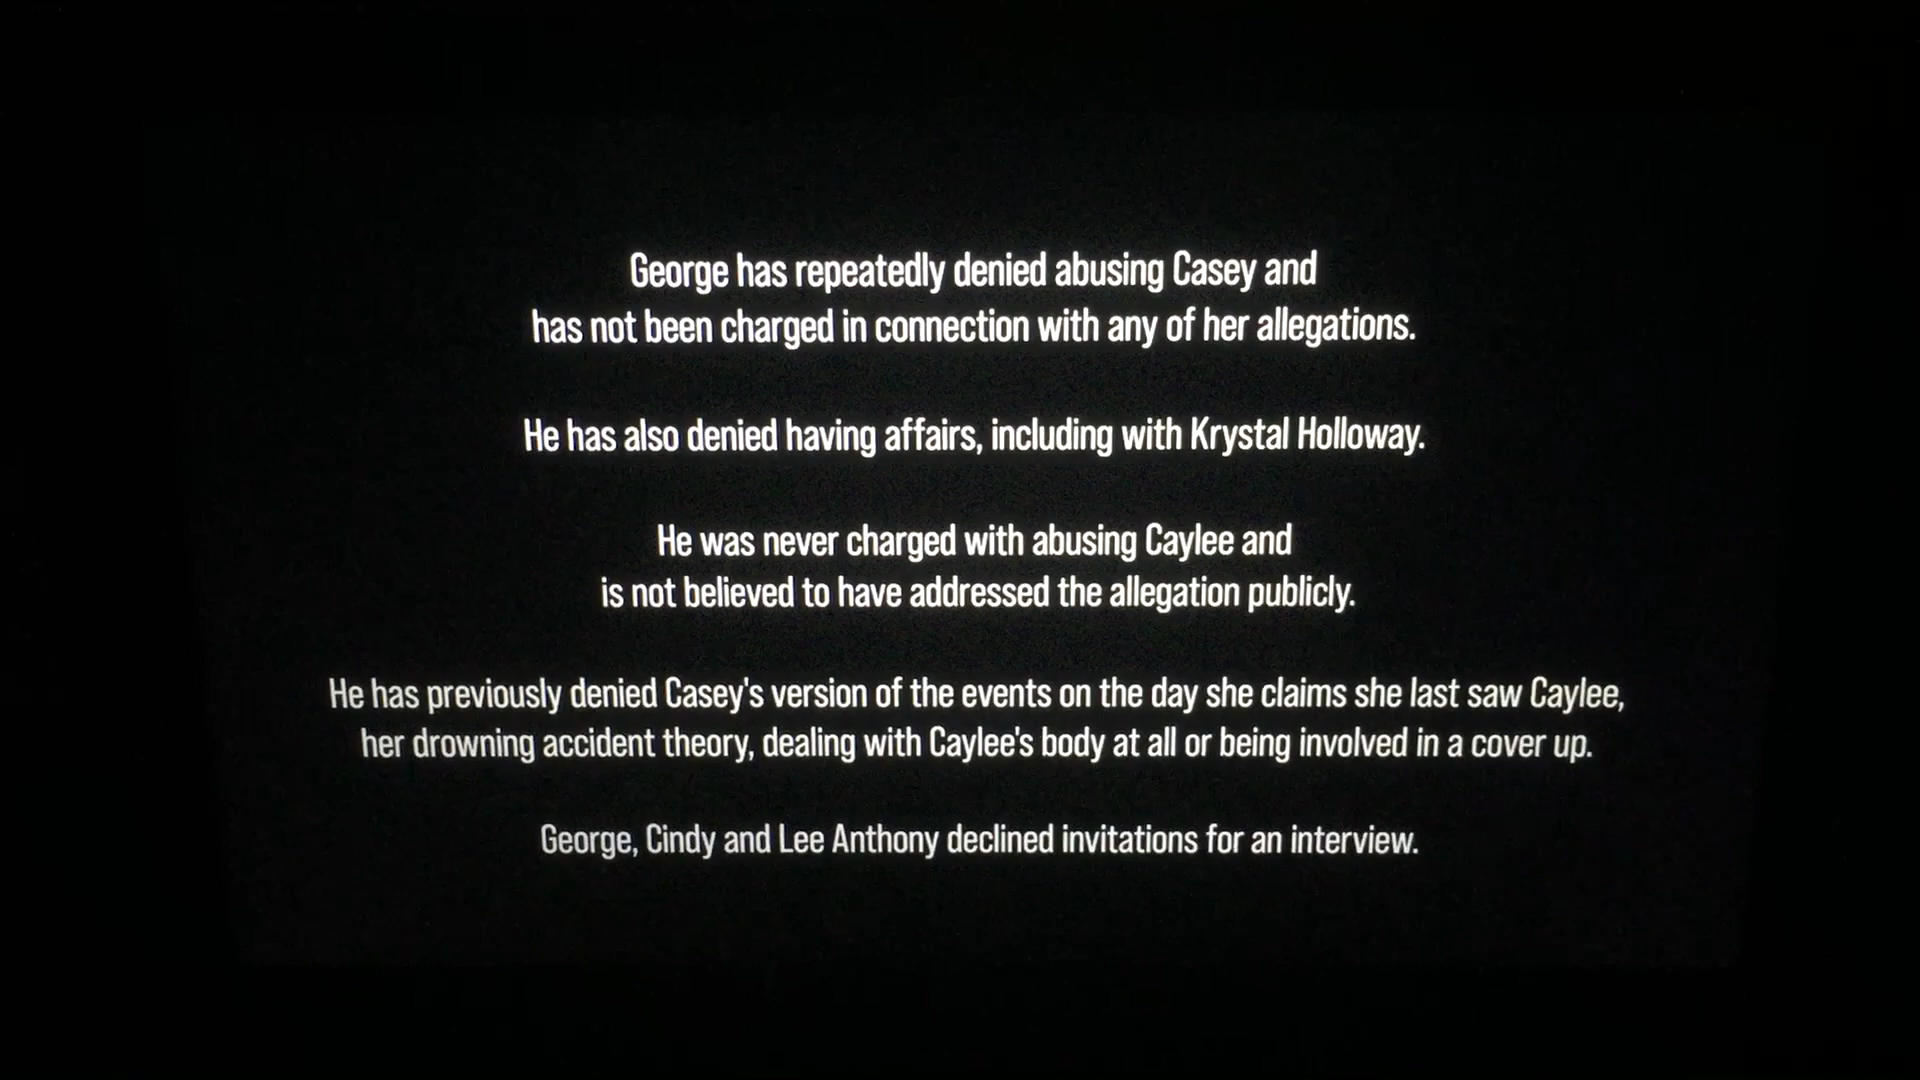 George has repeatedly denied abusing Casey and
has not been charged in connection with any of her allegations.
He has also denied having affairs, including with Krystal Holloway.
He was never charged with abusing Caylee and
is not believed to have addressed the allegation publicly.
He has previously denied Casey's version of the events on the day she claims she last saw Caylee,
her drowning accident theory, dealing with Caylee's body at all or being involved in a cover up.
George, Cindy and Lee Anthony declined invitations for an interview.